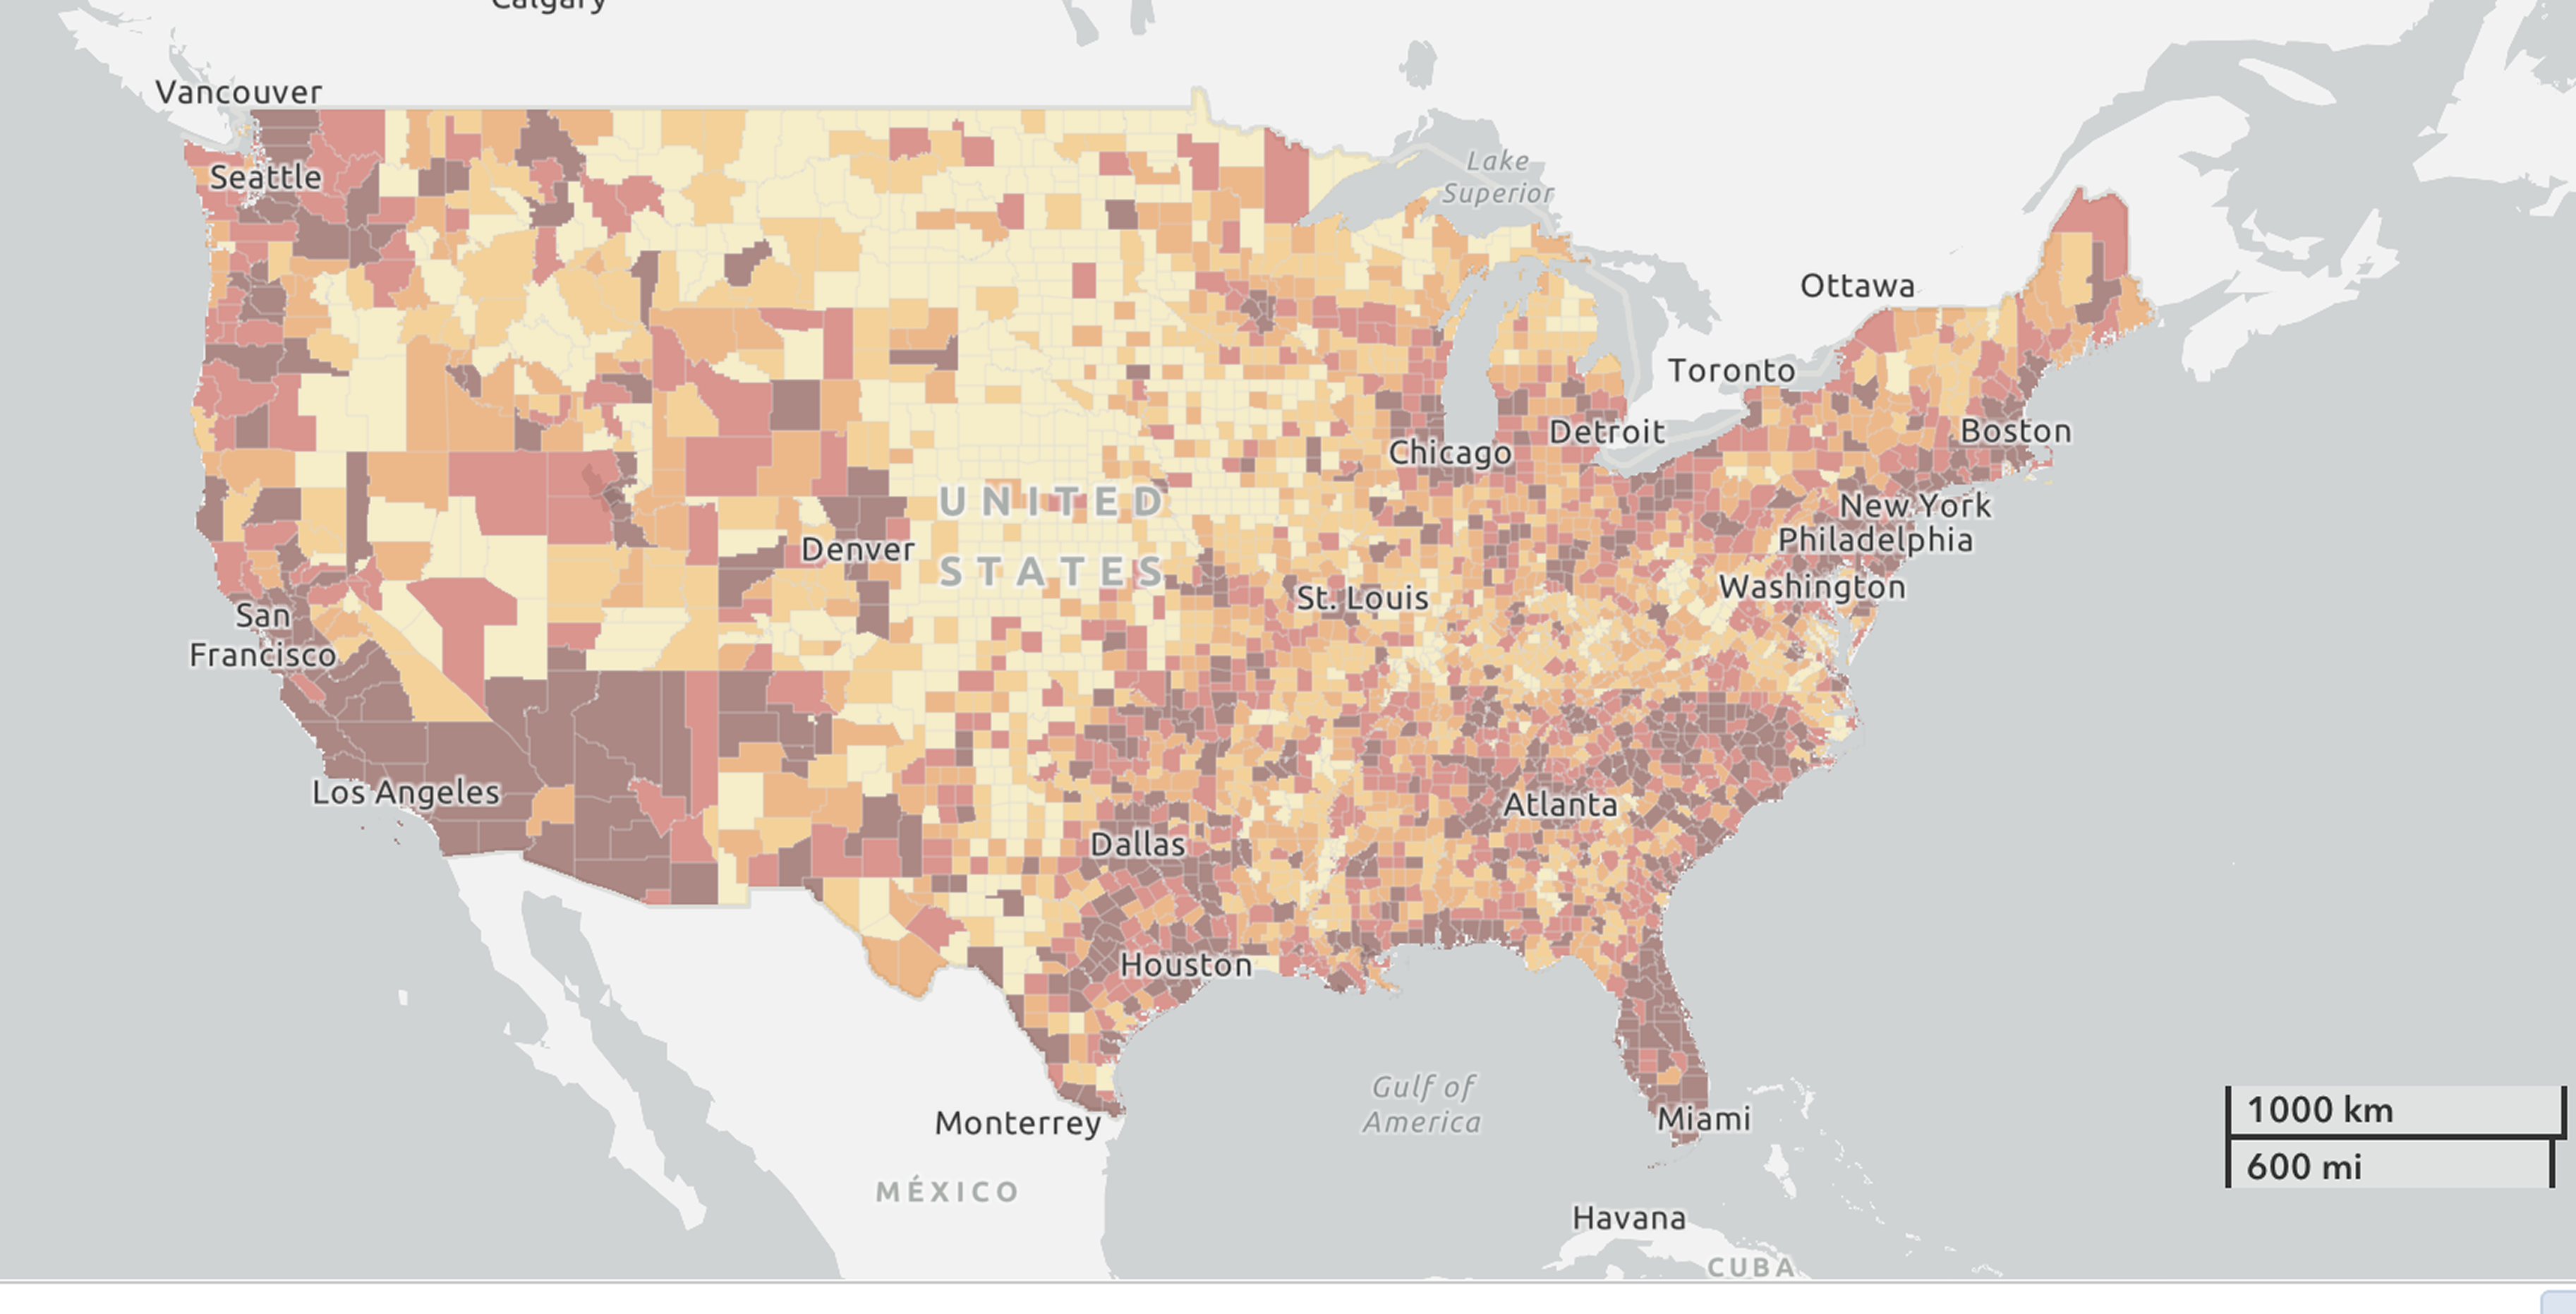 Calgary
Vancouver
Seattle
Lake
Superior
Ottawa
Toronto
Boston
Detroit
Chicago
New York
UNITED
Philadelphia
Denver
STATES
Washington
St. Louis
San
Francisco
Los Angeles
Atlanta
Dallas
Houston
Gulf of
America
Miami
Monterrey
1000 km
600 mi
MÉXICO
Havana
CUBA